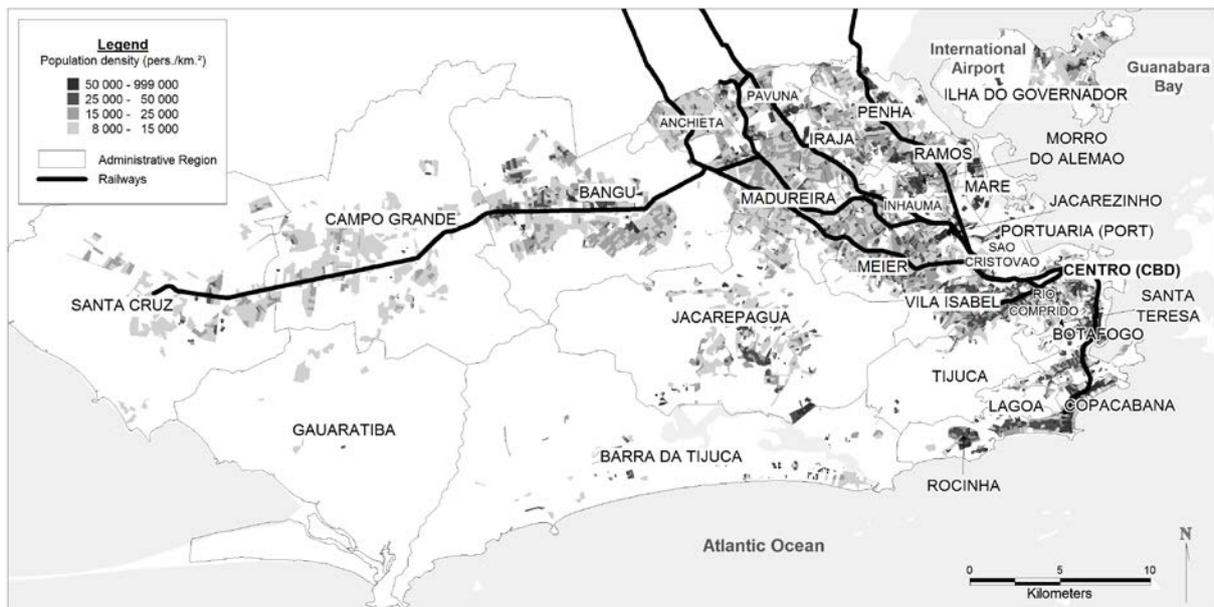 Legend
Population density (pers./km.²)
50 000 - 999 000
25 000 - 50 000
15 000 - 25 000
8 000 - 15 000
Administrative Region
Railways
International
Airport
Guanabara
Bay
ILHA DO GOVERNADOR
PAVUNA
ANCHIETA
PENHA
IRAJA
RAMOS
MORRO
DO ALEMAO
MARE
BANGU
MADUREIRA
INHAUMA
JACAREZINHO
CAMPO GRANDE
PORTUARIA (PORT)
SAO
CRISTOVAO
MEIER
CENTRO (CBD)
SANTA CRUZ
VILA ISABEL
RIO
COMPRIDO
SANTA
TERESA
JACAREPAGUA
BOTAFOGO
TIJUCA
LAGOA
COPACABANA
GAUARATIBA
BARRA DA TIJUCA
ROCINHA
Atlantic Ocean
N
0 5 10
Kilometers